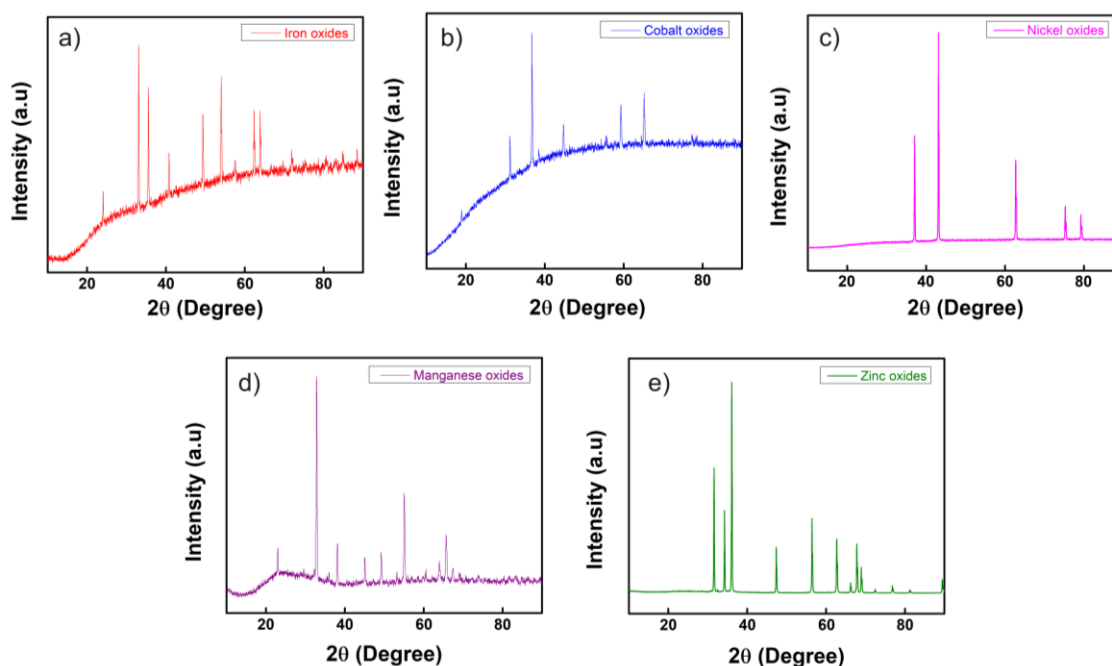 a)
Iron oxides
Intensity (a.u)
20 40 60 80
2θ (Degree)
b)
Cobalt oxides
Intensity (a.u)
20 40 60 80
2θ (Degree)
c)
Nickel oxides
Intensity (a.u)
20 40 60 80
2θ (Degree)
d)
Manganese oxides
Intensity (a.u)
20 40 60 80
2θ (Degree)
e)
Zinc oxides
Intensity (a.u)
20 40 60 80
2θ (Degree)